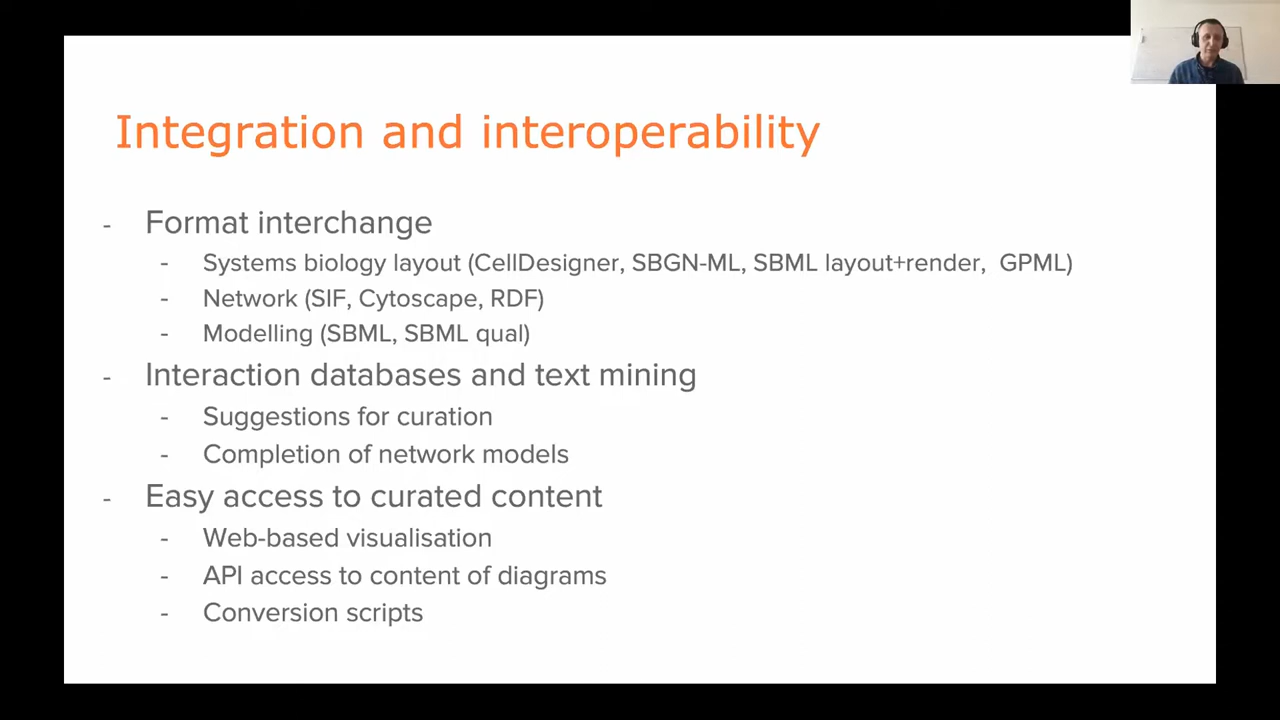 Integration and interoperability
- Format interchange
- Systems biology layout (CellDesigner, SBGN-ML, SBML layout+render, GPML)
- Network (SIF, Cytoscape, RDF)
- Modelling (SBML, SBML qual)
- Interaction databases and text mining
- Suggestions for curation
- Completion of network models
- Easy access to curated content
- Web-based visualisation
- API access to content of diagrams
- Conversion scripts